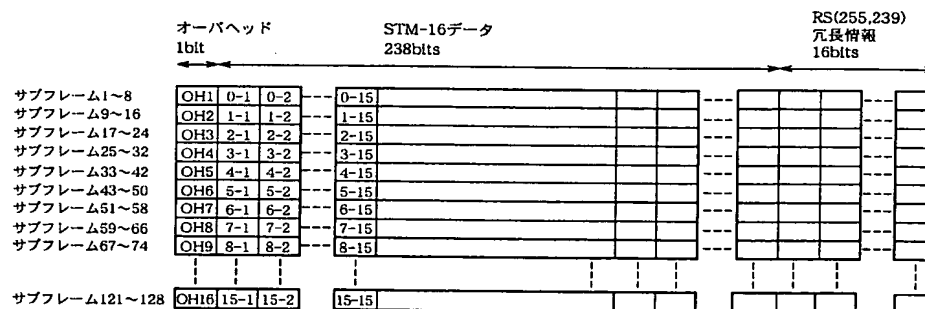 オーバヘッド
1bit
STM-16データ
238bits
RS(255,239)
冗長情報
16bits
サブフレーム1～8 OH1 0-1 0-2 0-15
サブフレーム9～16 OH2 1-1 1-2 1-15
サブフレーム17～24 OH3 2-1 2-2 2-15
サブフレーム25～32 OH4 3-1 3-2 3-15
サブフレーム33～42 OH5 4-1 4-2 4-15
サブフレーム43～50 OH6 5-1 5-2 5-15
サブフレーム51～58 OH7 6-1 6-2 6-15
サブフレーム59～66 OH8 7-1 7-2 7-15
サブフレーム67～74 OH9 8-1 8-2 8-15
サブフレーム121～128 OH16 15-1 15-2 15-15